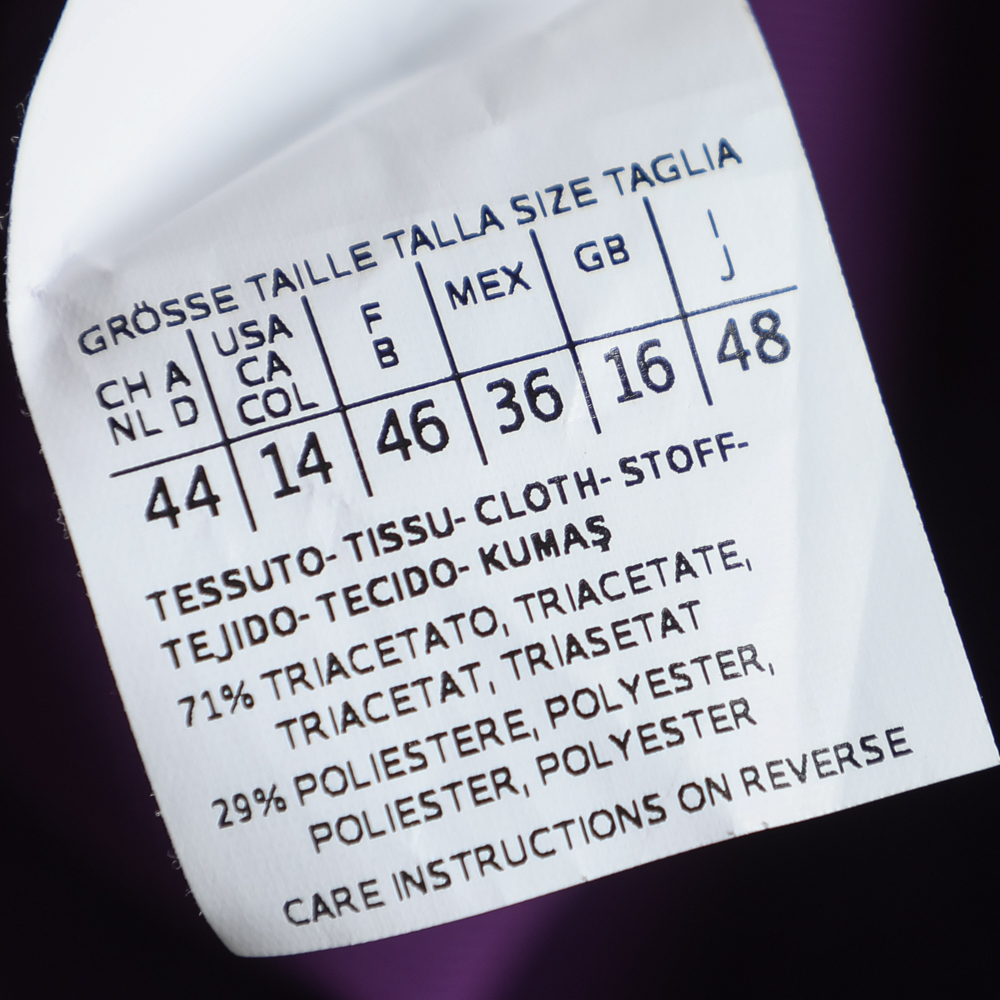 GRÖSSE TAILLE TALLA SIZE TAGLIA
CH A USA F MEX GB I
NL D CA B J
COL
44 14 46 36 16 48
TESSUTO- TISSU- CLOTH- STOFF-
TEJIDO- TECIDO- KUMAŞ
71% TRIACETATO, TRIACETATE,
TRIACETAT, TRIASETAT
29% POLIESTERE, POLYESTER,
POLIESTER, POLYESTER
CARE INSTRUCTIONS ON REVERSE